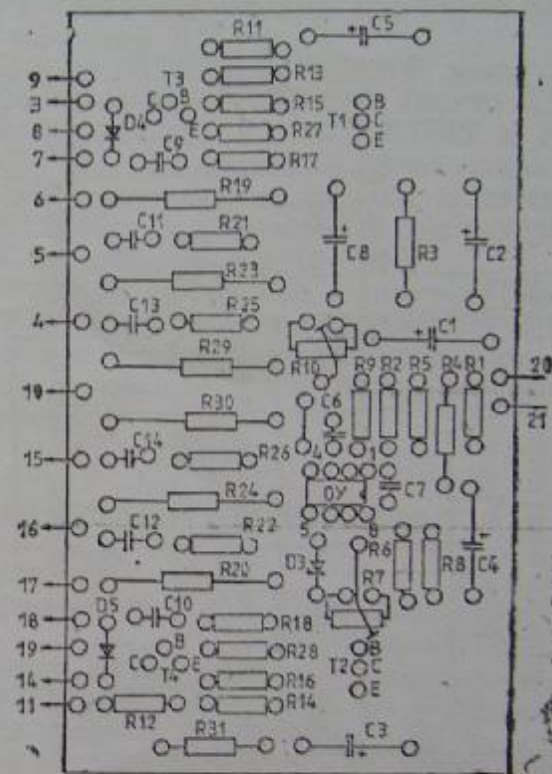 R11 C5
9 T3 R13
3 C B R15 B
8 D4 E R27 T1 C
7 C9 R17 E
6 R19
C11 R21
5 C8 R3 C2
R23
4 C13 R25 C1
R29 R10
R9 R2 R5 R4 R1 20
10
R30 C6 21
15 C14 R26 4 1
R24 ОУ C7
16 5 8
C12 R22 D3 R6 R8 C4
17 R20 R7
18 D5 C10 R18
19 B R28 B
C T4 E T2 C
14 R16 E
11 R12 R14
R31 C3